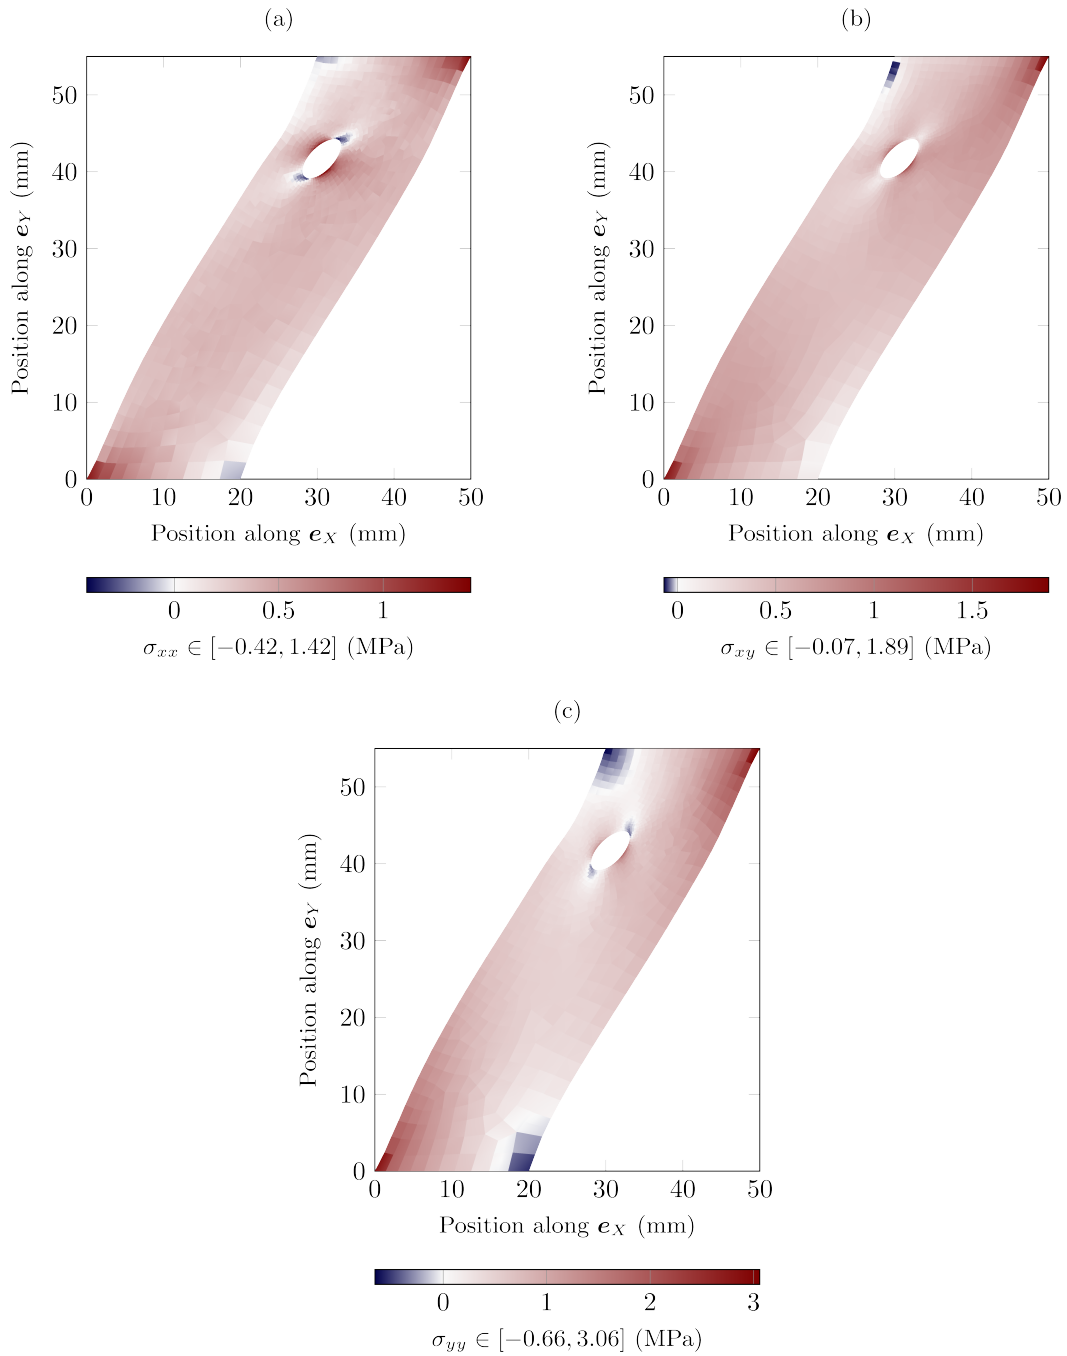 (a)
50
40
30
20
10
0
0 10 20 30 40 50
Position along e_Y (mm)
Position along e_X (mm)
0 0.5 1
σ_xx ∈ [−0.42, 1.42] (MPa)
(b)
50
40
30
20
10
0
0 10 20 30 40 50
Position along e_Y (mm)
Position along e_X (mm)
0 0.5 1 1.5
σ_xy ∈ [−0.07, 1.89] (MPa)
(c)
50
40
30
20
10
0
0 10 20 30 40 50
Position along e_Y (mm)
Position along e_X (mm)
0 1 2 3
σ_yy ∈ [−0.66, 3.06] (MPa)